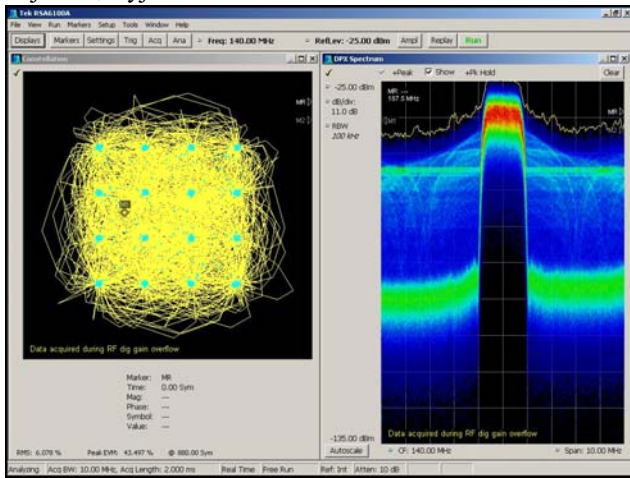 Tek RSA6100A
File View Run Markers Setup Tools Window Help
Displays Markers Settings Trig Acq Ana Freq: 140.00 MHz RefLev: -25.00 dBm Ampl Replay Run
Constellation
MR
M2
Data acquired during RF dig gain overflow
Marker: MR
Time: 0.00 Sym
Mag: ---
Phase: ---
Symbol: ---
Value: ---
RMS: 6.078 % Peak EVM: 43.497 % @ 880.00 Sym
DPX Spectrum
+Peak Show +Pk Hold Clear
-25.00 dBm
dB/div:
11.0 dB
RBW
100 kHz
MR: ---
M1
MR
Data acquired during RF dig gain overflow
-135.00 dBm
Autoscale CF: 140.00 MHz Span: 10.00 MHz
Analyzing Acq BW: 10.00 MHz, Acq Length: 2.000 ms Real Time Free Run Ref: Int Atten: 10 dB